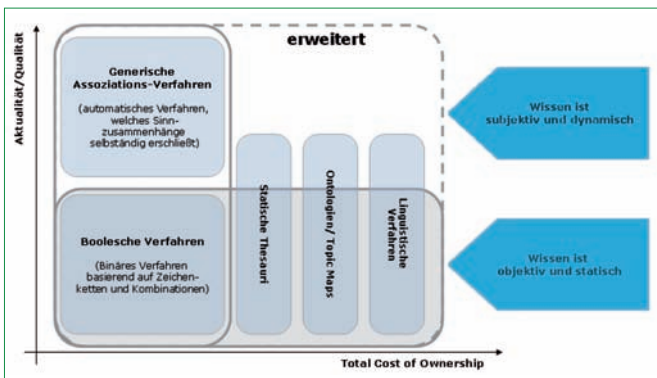 Aktualität/Qualität
erweitert
Generische
Assoziations-Verfahren
(automatisches Verfahren,
welches Sinn-
zusammenhänge
selbständig erschließt)
Boolesche Verfahren
(Binäres Verfahren
basierend auf Zeichen-
ketten und Kombinationen)
Statische Thesauri
Ontologien/ Topic Maps
Linguistische
Verfahren
Wissen ist
subjektiv und dynamisch
Wissen ist
objektiv und statisch
Total Cost of Ownership